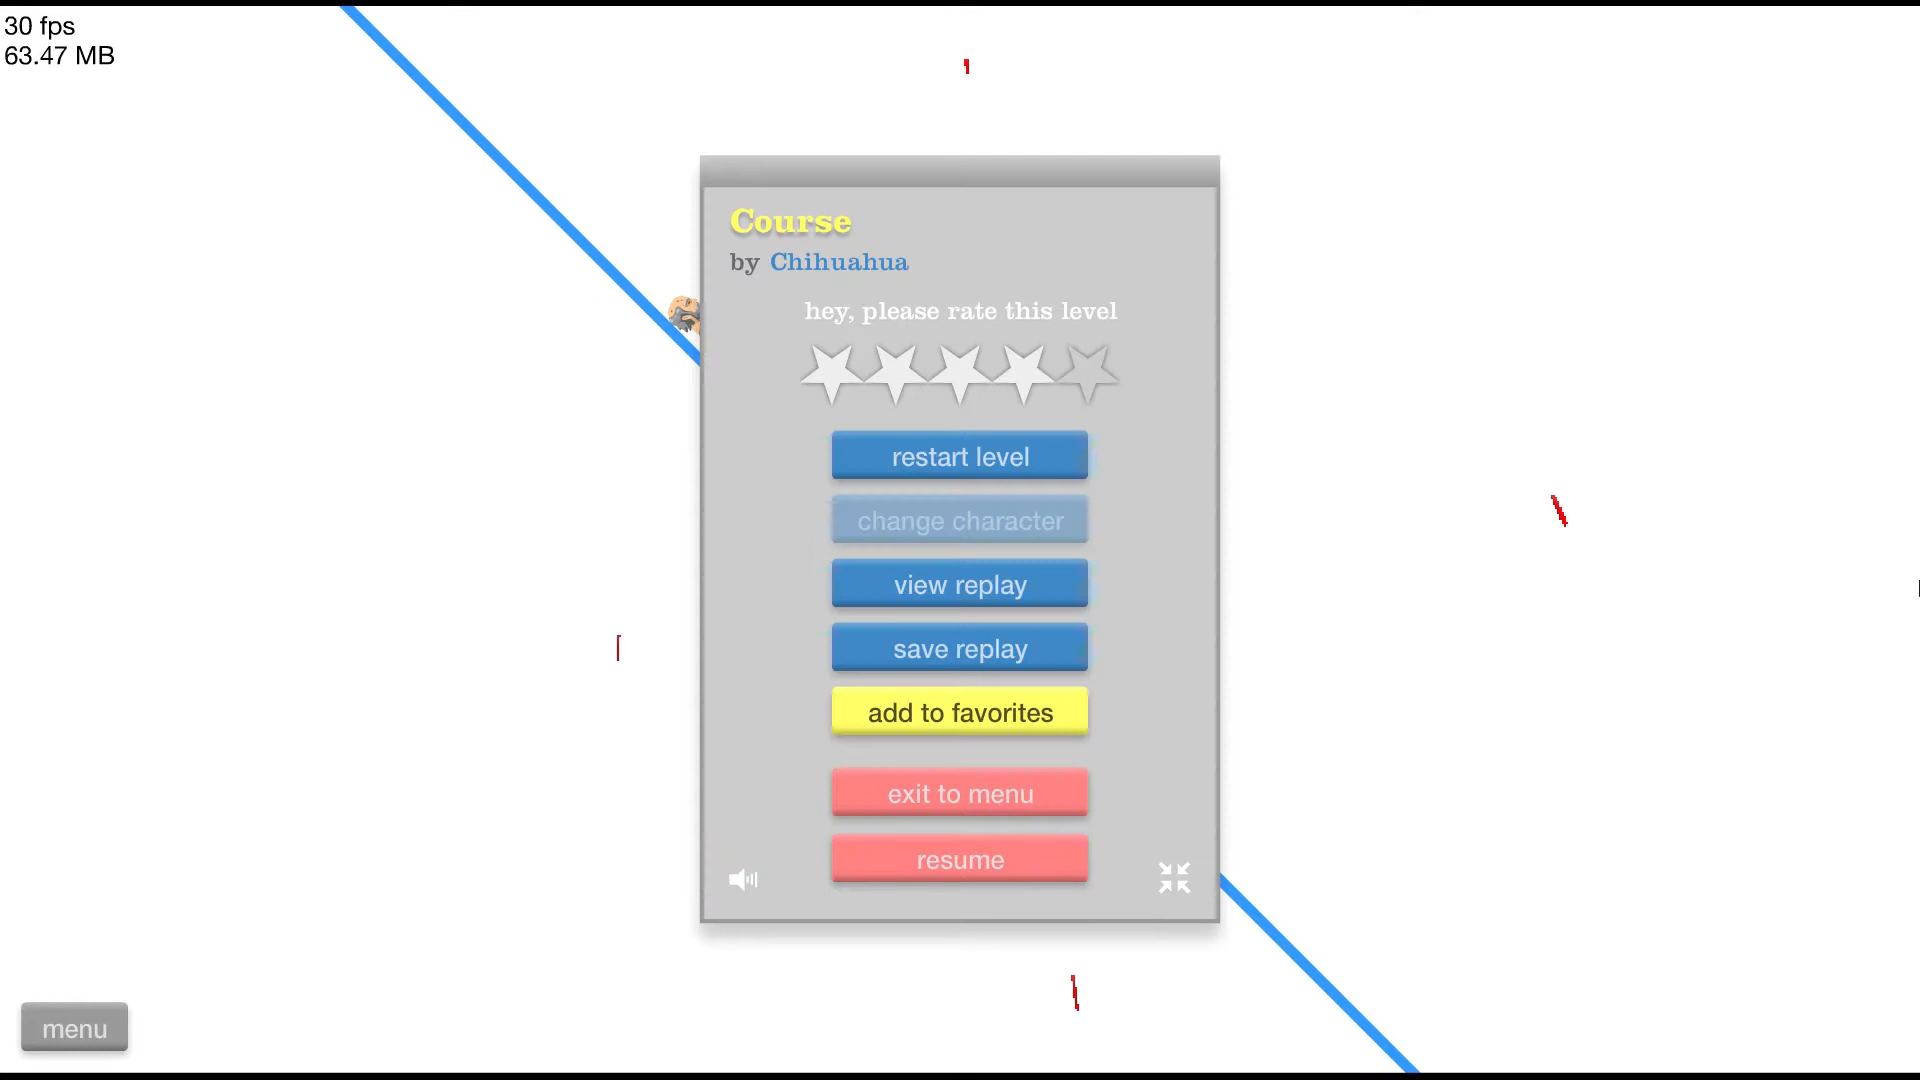 30 fps
63.47 MB
Course
by Chihuahua
hey, please rate this level
restart level
change character
view replay
save replay
add to favorites
exit to menu
resume
menu